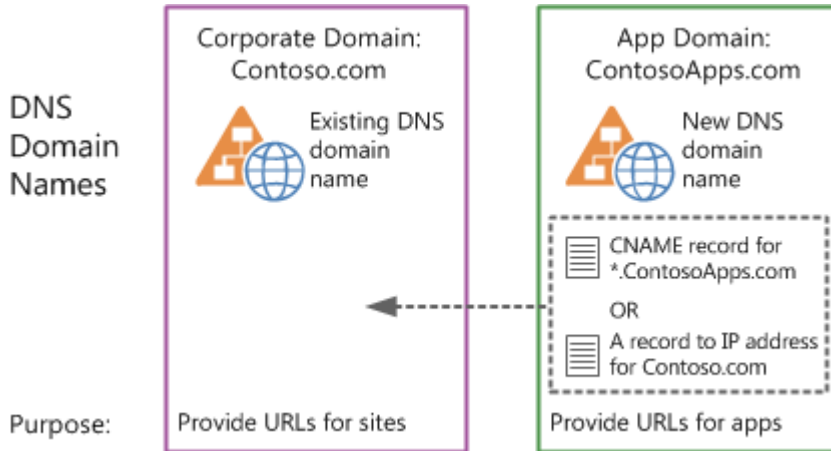 DNS
Domain
Names
Corporate Domain:
Contoso.com
Existing DNS
domain
name
App Domain:
ContosoApps.com
New DNS
domain
name
CNAME record for
*.ContosoApps.com
OR
A record to IP address
for Contoso.com
Purpose:
Provide URLs for sites
Provide URLs for apps